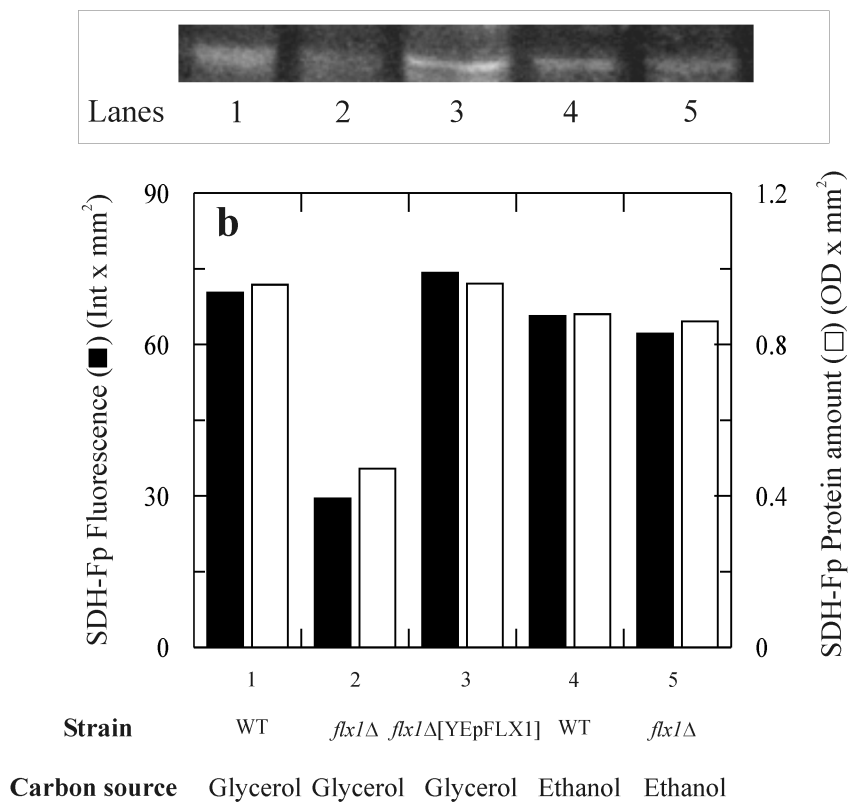 Lanes 1 2 3 4 5
b
SDH-Fp Fluorescence (■) (Int x mm²)
90
60
30
0
1.2
0.8
0.4
0
SDH-Fp Protein amount (□) (OD x mm²)
1 2 3 4 5
Strain WT flx1Δ flx1Δ[YEpFLX1] WT flx1Δ
Carbon source Glycerol Glycerol Glycerol Ethanol Ethanol